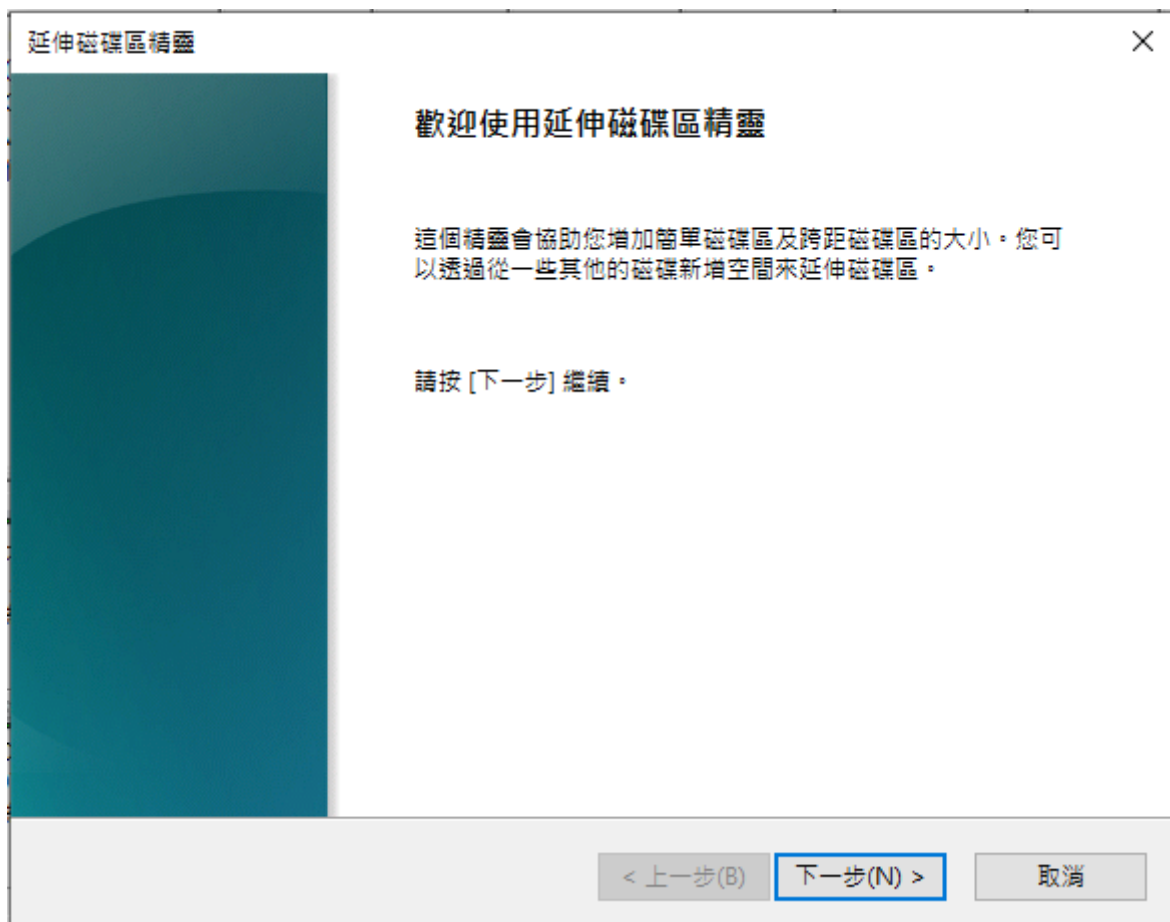 延伸磁碟區精靈
歡迎使用延伸磁碟區精靈
這個精靈會協助您增加簡單磁碟區及跨距磁碟區的大小。您可
以透過從一些其他的磁碟新增空間來延伸磁碟區。
請按 [下一步] 繼續。
< 上一步(B) 下一步(N) > 取消